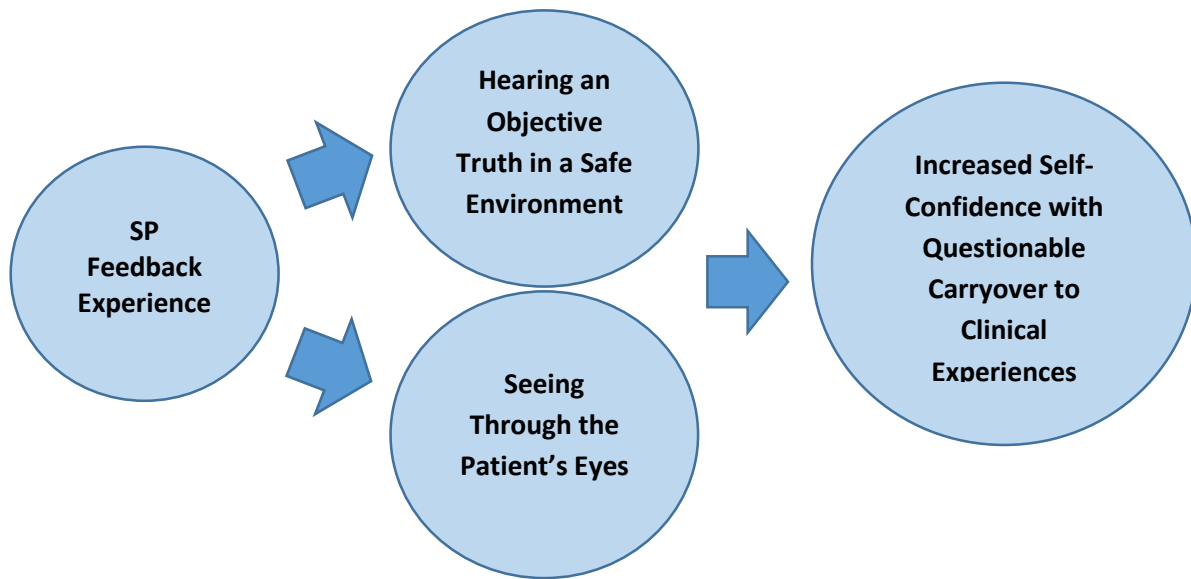 SP
Feedback
Experience
Hearing an
Objective
Truth in a Safe
Environment
Seeing
Through the
Patient’s Eyes
Increased Self-
Confidence with
Questionable
Carryover to
Clinical
Experiences